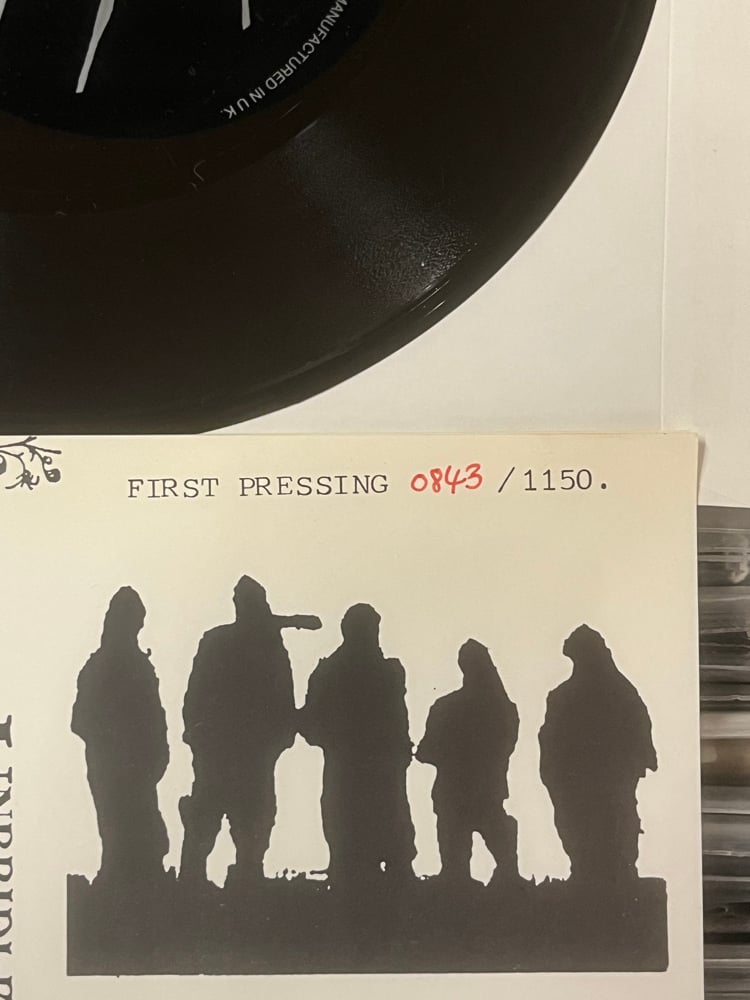 MANUFACTURED IN U.K.
FIRST PRESSING 0843 /1150.